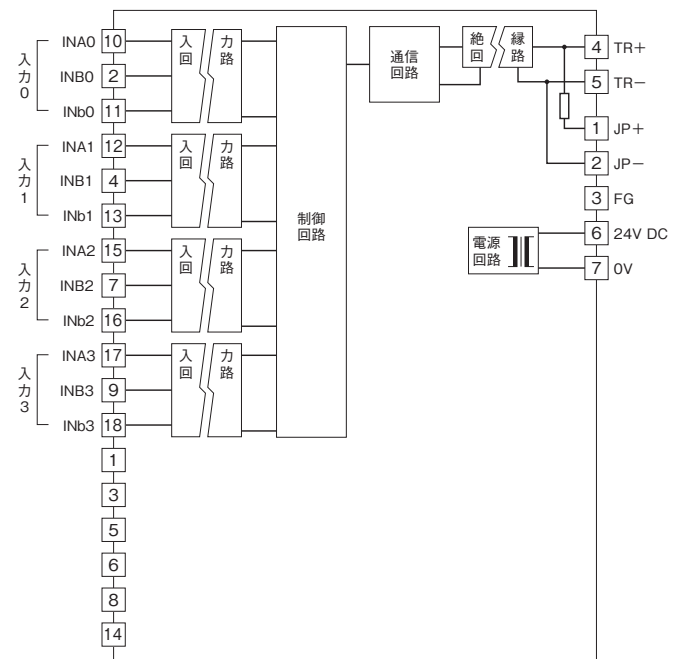 入力0
INA0 10
INB0 2
INb0 11
入 力
回 路
入力1
INA1 12
INB1 4
INb1 13
入 力
回 路
入力2
INA2 15
INB2 7
INb2 16
入 力
回 路
入力3
INA3 17
INB3 9
INb3 18
入 力
回 路
1
3
5
6
8
14
制御
回路
通信
回路
絶 縁
回 路
4 TR+
5 TR−
1 JP+
2 JP−
3 FG
電源
回路
6 24V DC
7 0V